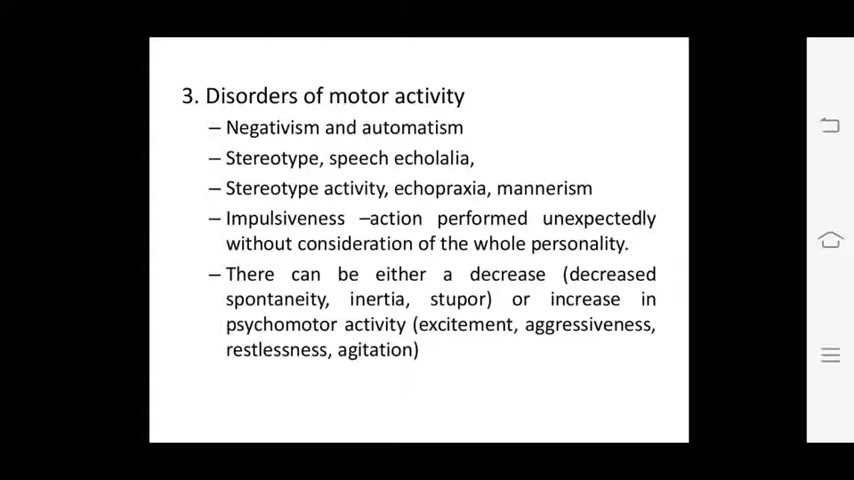 3. Disorders of motor activity
– Negativism and automatism
– Stereotype, speech echolalia,
– Stereotype activity, echopraxia, mannerism
– Impulsiveness –action performed unexpectedly
without consideration of the whole personality.
– There can be either a decrease (decreased
spontaneity, inertia, stupor) or increase in
psychomotor activity (excitement, aggressiveness,
restlessness, agitation)